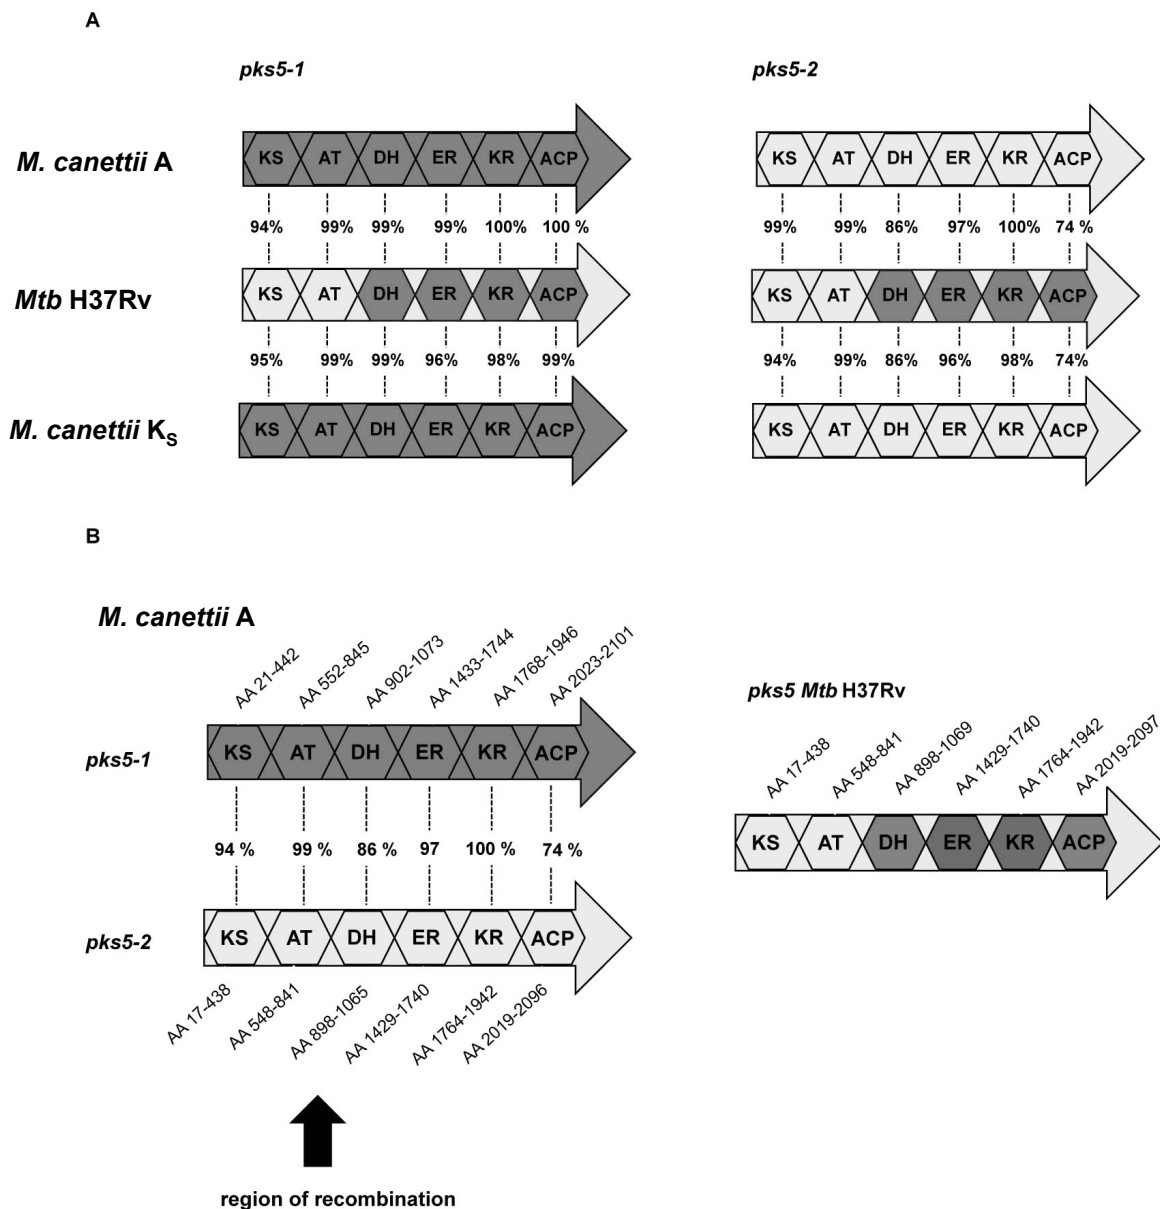 A
pks5-1 pks5-2
M. canettii A
KS AT DH ER KR ACP KS AT DH ER KR ACP
94% 99% 99% 99% 100% 100 % 99% 99% 86% 97% 100% 74 %
Mtb H37Rv
KS AT DH ER KR ACP KS AT DH ER KR ACP
95% 99% 99% 96% 98% 99% 94% 99% 86% 96% 98% 74%
M. canettii KS
KS AT DH ER KR ACP KS AT DH ER KR ACP
B
M. canettii A
AA 21-442 AA 552-845 AA 902-1073 AA 1433-1744 AA 1768-1946 AA 2023-2101
pks5-1
KS AT DH ER KR ACP
94 % 99 % 86 % 97 100 % 74 %
pks5-2
KS AT DH ER KR ACP
AA 17-438 AA 548-841 AA 898-1065 AA 1429-1740 AA 1764-1942 AA 2019-2096
region of recombination
pks5 Mtb H37Rv
AA 17-438 AA 548-841 AA 898-1069 AA 1429-1740 AA 1764-1942 AA 2019-2097
KS AT DH ER KR ACP